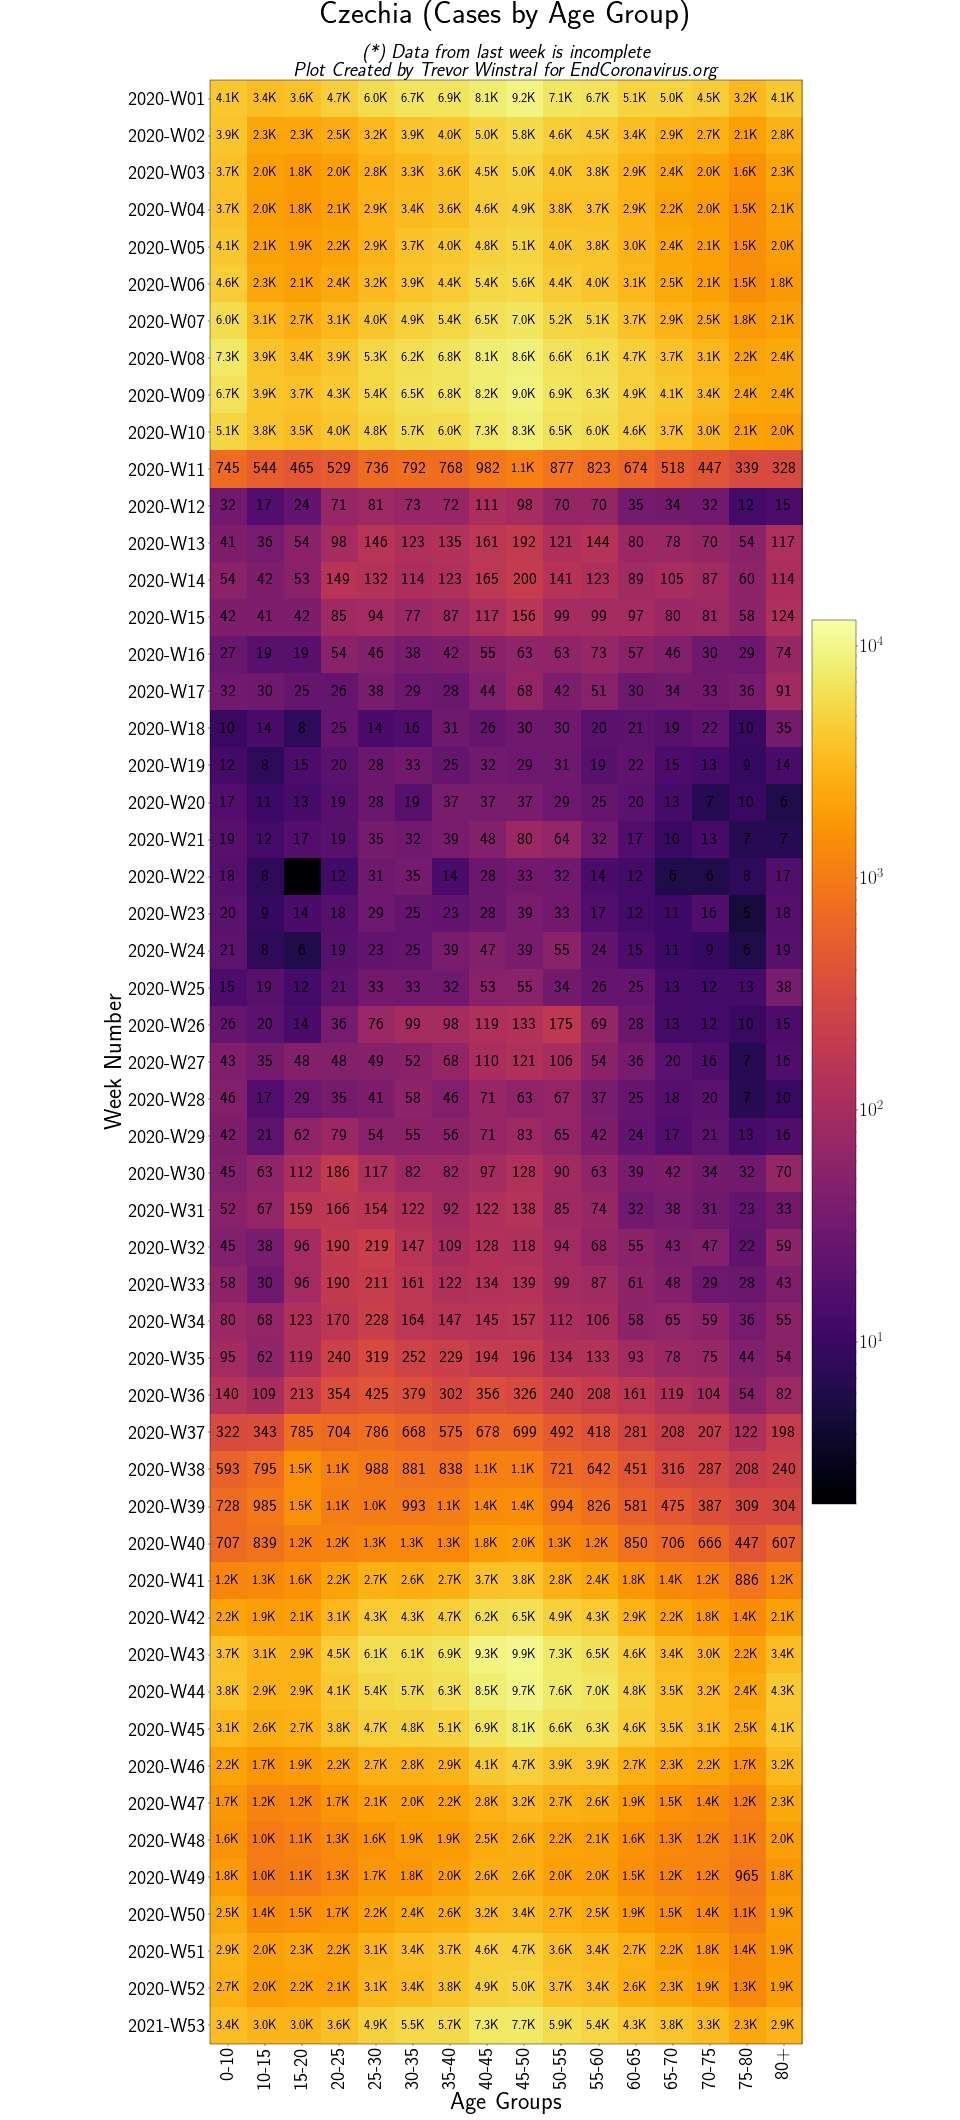 Czechia (Cases by Age Group)
(*) Data from last week is incomplete
Plot Created by Trevor Winstral for EndCoronavirus.org
2020-W01 4.1K 3.4K 3.6K 4.7K 6.0K 6.7K 6.9K 8.1K 9.2K 7.1K 6.7K 5.1K 5.0K 4.5K 3.2K 4.1K
2020-W02 3.9K 2.3K 2.3K 2.5K 3.2K 3.9K 4.0K 5.0K 5.8K 4.6K 4.5K 3.4K 2.9K 2.7K 2.1K 2.8K
2020-W03 3.7K 2.0K 1.8K 2.0K 2.8K 3.3K 3.6K 4.5K 5.0K 4.0K 3.8K 2.9K 2.4K 2.0K 1.6K 2.3K
2020-W04 3.7K 2.0K 1.8K 2.1K 2.9K 3.4K 3.6K 4.6K 4.9K 3.8K 3.7K 2.9K 2.2K 2.0K 1.5K 2.1K
2020-W05 4.1K 2.1K 1.9K 2.2K 2.9K 3.7K 4.0K 4.8K 5.1K 4.0K 3.8K 3.0K 2.4K 2.1K 1.5K 2.0K
2020-W06 4.6K 2.3K 2.1K 2.4K 3.2K 3.9K 4.4K 5.4K 5.6K 4.4K 4.0K 3.1K 2.5K 2.1K 1.5K 1.8K
2020-W07 6.0K 3.1K 2.7K 3.1K 4.0K 4.9K 5.4K 6.5K 7.0K 5.2K 5.1K 3.7K 2.9K 2.5K 1.8K 2.1K
2020-W08 7.3K 3.9K 3.4K 3.9K 5.3K 6.2K 6.8K 8.1K 8.6K 6.6K 6.1K 4.7K 3.7K 3.1K 2.2K 2.4K
2020-W09 6.7K 3.9K 3.7K 4.3K 5.4K 6.5K 6.8K 8.2K 9.0K 6.9K 6.3K 4.9K 4.1K 3.4K 2.4K 2.4K
2020-W10 5.1K 3.8K 3.5K 4.0K 4.8K 5.7K 6.0K 7.3K 8.3K 6.5K 6.0K 4.6K 3.7K 3.0K 2.1K 2.0K
2020-W11 745 544 465 529 736 792 768 982 1.1K 877 823 674 518 447 339 328
2020-W12 32 17 24 71 81 73 72 111 98 70 70 35 34 32 12 15
2020-W13 41 36 54 98 146 123 135 161 192 121 144 80 78 70 54 117
2020-W14 54 42 53 149 132 114 123 165 200 141 123 89 105 87 60 114
2020-W15 42 41 42 85 94 77 87 117 156 99 99 97 80 81 58 124
2020-W16 27 19 19 54 46 38 42 55 63 63 73 57 46 30 29 74
2020-W17 32 30 25 26 38 29 28 44 68 42 51 30 34 33 36 91
2020-W18 10 14 8 25 14 16 31 26 30 30 20 21 19 22 10 35
2020-W19 12 8 15 20 28 33 25 32 29 31 19 22 15 13 9 14
2020-W20 17 11 13 19 28 19 37 37 37 29 25 20 13 7 10 6
2020-W21 19 12 17 19 35 32 39 48 80 64 32 17 10 13 7 7
2020-W22 18 8 12 31 35 14 28 33 32 14 12 6 6 8 17
2020-W23 20 9 14 18 29 25 23 28 39 33 17 12 11 16 5 18
2020-W24 21 8 6 19 23 25 39 47 39 55 24 15 11 9 6 19
2020-W25 15 19 12 21 33 33 32 53 55 34 26 25 13 12 13 38
2020-W26 26 20 14 36 76 99 98 119 133 175 69 28 13 12 10 15
2020-W27 43 35 48 48 49 52 68 110 121 106 54 36 20 16 7 16
2020-W28 46 17 29 35 41 58 46 71 63 67 37 25 18 20 7 10
2020-W29 42 21 62 79 54 55 56 71 83 65 42 24 17 21 13 16
2020-W30 45 63 112 186 117 82 82 97 128 90 63 39 42 34 32 70
2020-W31 52 67 159 166 154 122 92 122 138 85 74 32 38 31 23 33
2020-W32 45 38 96 190 219 147 109 128 118 94 68 55 43 47 22 59
2020-W33 58 30 96 190 211 161 122 134 139 99 87 61 48 29 28 43
2020-W34 80 68 123 170 228 164 147 145 157 112 106 58 65 59 36 55
2020-W35 95 62 119 240 319 252 229 194 196 134 133 93 78 75 44 54
2020-W36 140 109 213 354 425 379 302 356 326 240 208 161 119 104 54 82
2020-W37 322 343 785 704 786 668 575 678 699 492 418 281 208 207 122 198
2020-W38 593 795 1.5K 1.1K 988 881 838 1.1K 1.1K 721 642 451 316 287 208 240
2020-W39 728 985 1.5K 1.1K 1.0K 993 1.1K 1.4K 1.4K 994 826 581 475 387 309 304
2020-W40 707 839 1.2K 1.2K 1.3K 1.3K 1.3K 1.8K 2.0K 1.3K 1.2K 850 706 666 447 607
2020-W41 1.2K 1.3K 1.6K 2.2K 2.7K 2.6K 2.7K 3.7K 3.8K 2.8K 2.4K 1.8K 1.4K 1.2K 886 1.2K
2020-W42 2.2K 1.9K 2.1K 3.1K 4.3K 4.3K 4.7K 6.2K 6.5K 4.9K 4.3K 2.9K 2.2K 1.8K 1.4K 2.1K
2020-W43 3.7K 3.1K 2.9K 4.5K 6.1K 6.1K 6.9K 9.3K 9.9K 7.3K 6.5K 4.6K 3.4K 3.0K 2.2K 3.4K
2020-W44 3.8K 2.9K 2.9K 4.1K 5.4K 5.7K 6.3K 8.5K 9.7K 7.6K 7.0K 4.8K 3.5K 3.2K 2.4K 4.3K
2020-W45 3.1K 2.6K 2.7K 3.8K 4.7K 4.8K 5.1K 6.9K 8.1K 6.6K 6.3K 4.6K 3.5K 3.1K 2.5K 4.1K
2020-W46 2.2K 1.7K 1.9K 2.2K 2.7K 2.8K 2.9K 4.1K 4.7K 3.9K 3.9K 2.7K 2.3K 2.2K 1.7K 3.2K
2020-W47 1.7K 1.2K 1.2K 1.7K 2.1K 2.0K 2.2K 2.8K 3.2K 2.7K 2.6K 1.9K 1.5K 1.4K 1.2K 2.3K
2020-W48 1.6K 1.0K 1.1K 1.3K 1.6K 1.9K 1.9K 2.5K 2.6K 2.2K 2.1K 1.6K 1.3K 1.2K 1.1K 2.0K
2020-W49 1.8K 1.0K 1.1K 1.3K 1.7K 1.8K 2.0K 2.6K 2.6K 2.0K 2.0K 1.5K 1.2K 1.2K 965 1.8K
2020-W50 2.5K 1.4K 1.5K 1.7K 2.2K 2.4K 2.6K 3.2K 3.4K 2.7K 2.5K 1.9K 1.5K 1.4K 1.1K 1.9K
2020-W51 2.9K 2.0K 2.3K 2.2K 3.1K 3.4K 3.7K 4.6K 4.7K 3.6K 3.4K 2.7K 2.2K 1.8K 1.4K 1.9K
2020-W52 2.7K 2.0K 2.2K 2.1K 3.1K 3.4K 3.8K 4.9K 5.0K 3.7K 3.4K 2.6K 2.3K 1.9K 1.3K 1.9K
2021-W53 3.4K 3.0K 3.0K 3.6K 4.9K 5.5K 5.7K 7.3K 7.7K 5.9K 5.4K 4.3K 3.8K 3.3K 2.3K 2.9K
0-10 10-15 15-20 20-25 25-30 30-35 35-40 40-45 45-50 50-55 55-60 60-65 65-70 70-75 75-80 80+
Age Groups
Week Number
10⁴
10³
10²
10¹